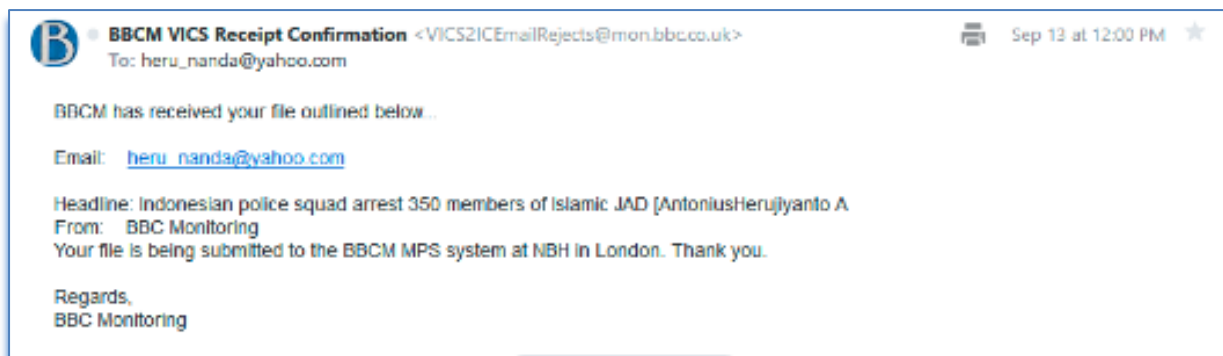 B
BBCM VICS Receipt Confirmation <VICS2ICEmailRejects@mon.bbc.co.uk> Sep 13 at 12:00 PM
To: heru_nanda@yahoo.com
BBCM has received your file outlined below...
Email: heru_nanda@yahoo.com
Headline: Indonesian police squad arrest 350 members of Islamic JAD [AntoniusHerujiyanto A
From: BBC Monitoring
Your file is being submitted to the BBCM MPS system at NBH in London. Thank you.
Regards,
BBC Monitoring